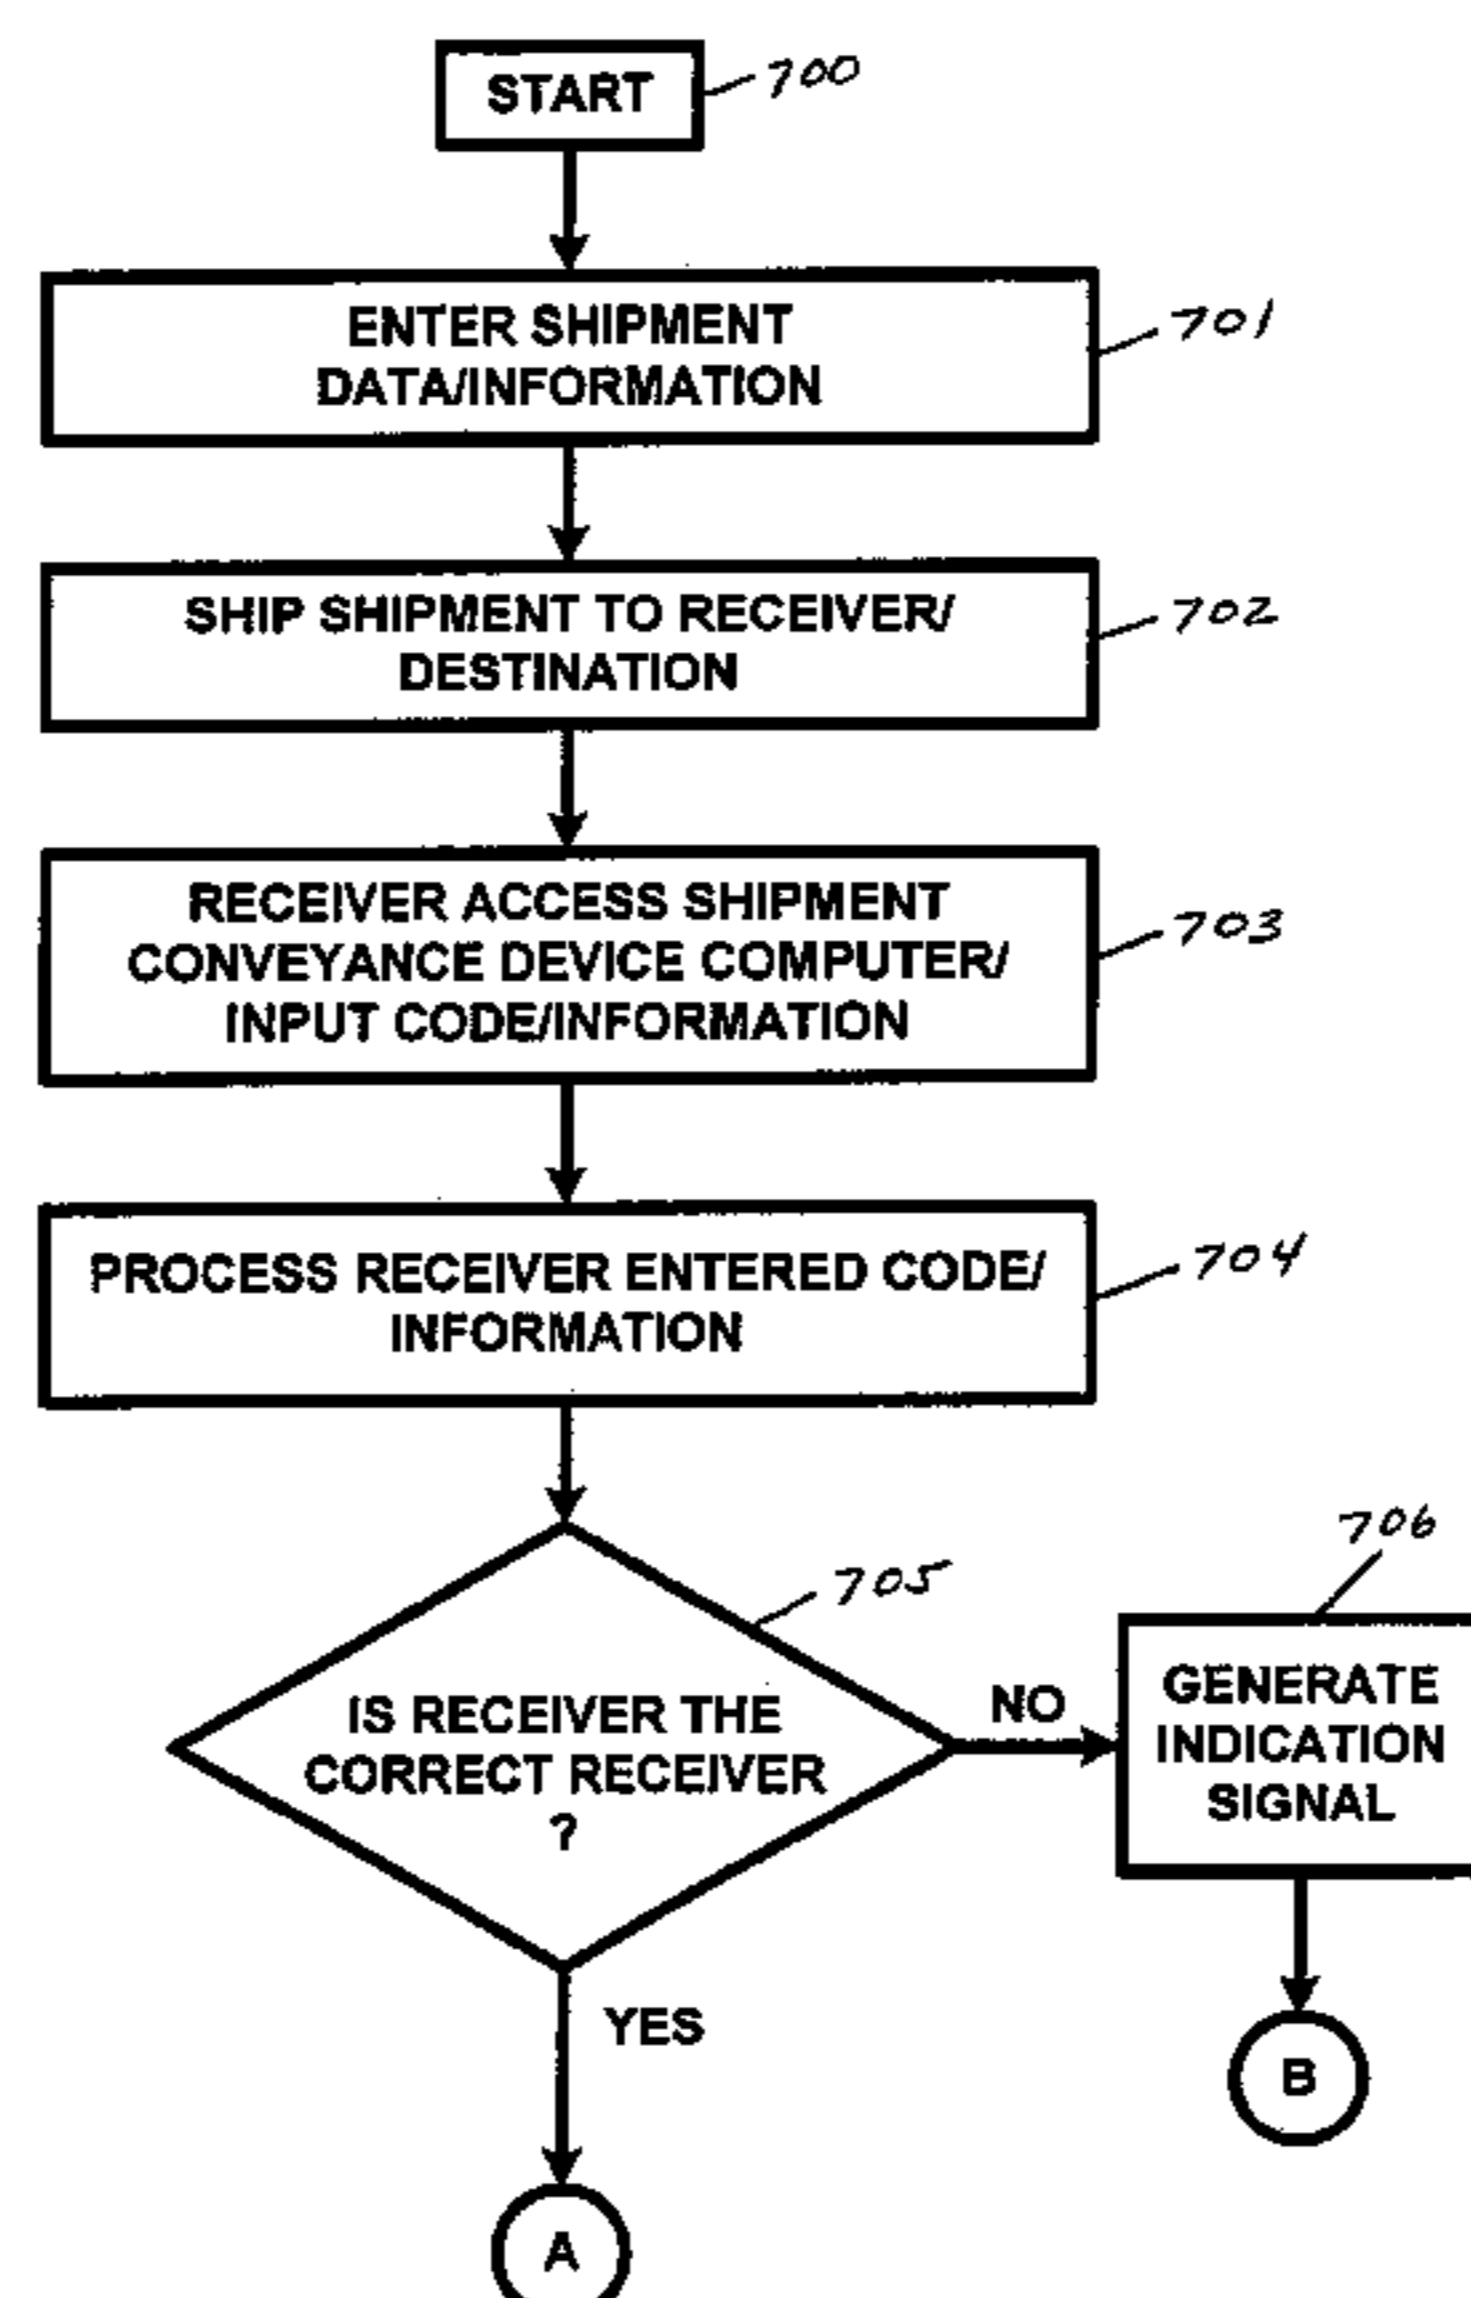 START
700
ENTER SHIPMENT
DATA/INFORMATION
701
SHIP SHIPMENT TO RECEIVER/
DESTINATION
702
RECEIVER ACCESS SHIPMENT
CONVEYANCE DEVICE COMPUTER/
INPUT CODE/INFORMATION
703
PROCESS RECEIVER ENTERED CODE/
INFORMATION
704
IS RECEIVER THE
CORRECT RECEIVER
?
705
NO
706
GENERATE
INDICATION
SIGNAL
YES
B
A